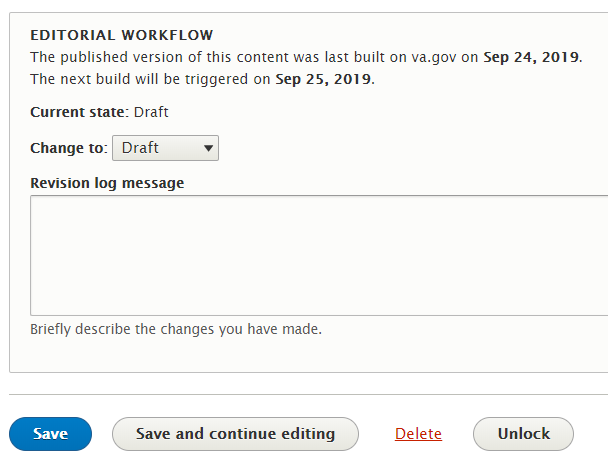 EDITORIAL WORKFLOW
The published version of this content was last built on va.gov on Sep 24, 2019.
The next build will be triggered on Sep 25, 2019.
Current state: Draft
Change to: Draft
Revision log message
Briefly describe the changes you have made.
Save Save and continue editing Delete Unlock